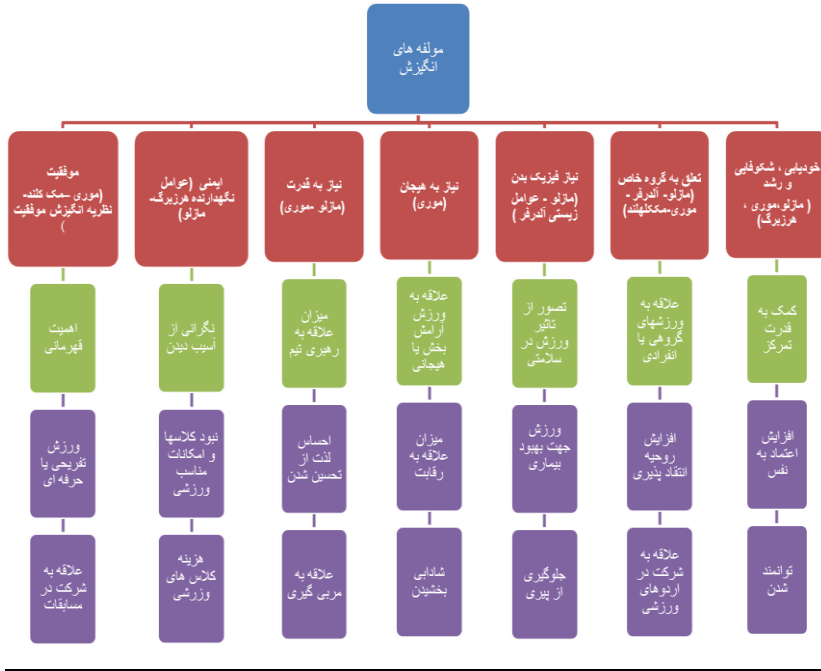 مولفه های
انگیزش
خودیابی ، شکوفایی
و رشد
( مازلو،موری ،
هرزبرگ)
تعلق به گروه خاص
(مازلو- آلدرفر -
موری-مککلهلند)
نیاز فیزیک بدن
(مازلو - عوامل
زیستی آلدرفر )
نیاز به هیجان
(موری)
نیاز به قدرت
(مازلو -موری)
ایمنی (عوامل
نگهدارنده هرزبرگ-
مازلو)
موفقیت
(موری –مک کلند-
نظریه انگیزش موفقیت
)
کمک به
قدرت
تمرکز
علاقه به
ورزشهای
گروهی یا
انفرادی
تصور از
تاثیر
ورزش در
سلامتی
علاقه به
ورزش
آرامش
بخش یا
هیجانی
میزان
علاقه به
رهبری تیم
نگرانی از
آسیب دیدن
اهمیت
قهرمانی
افزایش
اعتماد به
نفس
افزایش
روحیه
انتقاد پذیری
ورزش
جهت بهبود
بیماری
میزان
علاقه به
رقابت
احساس
لذت از
تحسین شدن
نبود کلاسها
و امکانات
مناسب
ورزشی
ورزش
تفریحی یا
حرفه ای
توانمند
شدن
علاقه به
شرکت در
اردوهای
ورزشی
جلوگیری
از پیری
شادابی
بخشیدن
علاقه به
مربی گیری
هزینه
کلاس های
وزرشی
علاقه به
شرکت در
مسابقات